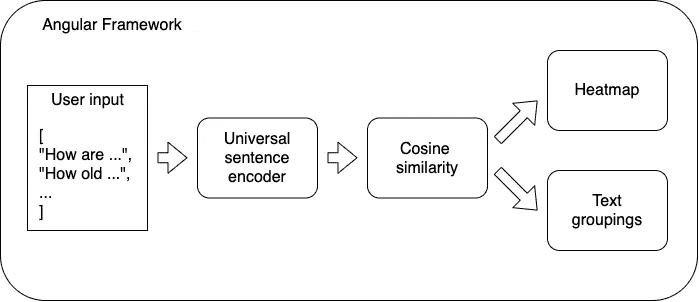 Angular Framework
User input
[
"How are ...",
"How old ...",
...
]
Universal
sentence
encoder
Cosine
similarity
Heatmap
Text
groupings